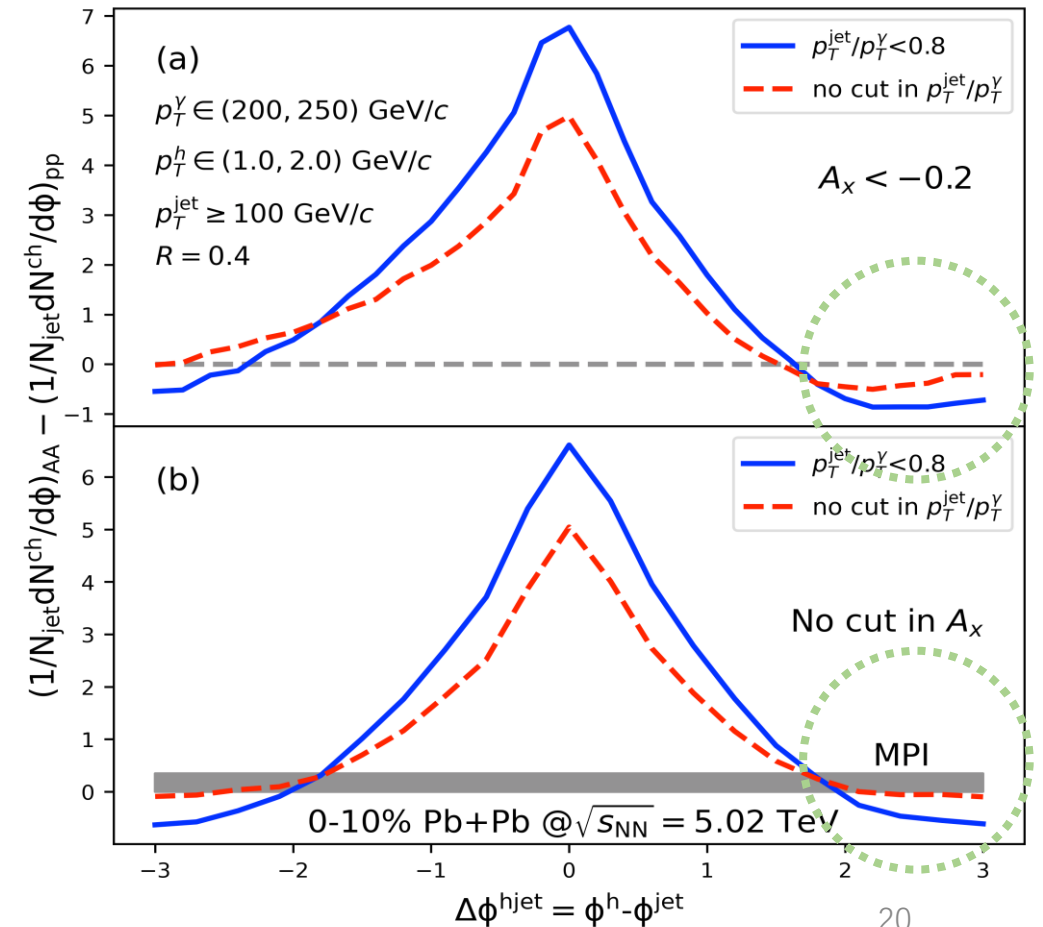 (1/N_jet dN^ch/dϕ)_AA − (1/N_jet dN^ch/dϕ)_pp
7
6
5
4
3
2
1
0
−1
(a)
p_T^γ ∈ (200, 250) GeV/c
p_T^h ∈ (1.0, 2.0) GeV/c
p_T^jet ≥ 100 GeV/c
R = 0.4
p_T^jet/p_T^γ<0.8
no cut in p_T^jet/p_T^γ
A_x < −0.2
6
5
4
3
2
1
0
(b)
p_T^jet/p_T^γ<0.8
no cut in p_T^jet/p_T^γ
No cut in A_x
MPI
0-10% Pb+Pb @√s_NN = 5.02 TeV
−3 −2 −1 0 1 2 3
Δϕ^hjet = ϕ^h-ϕ^jet
20